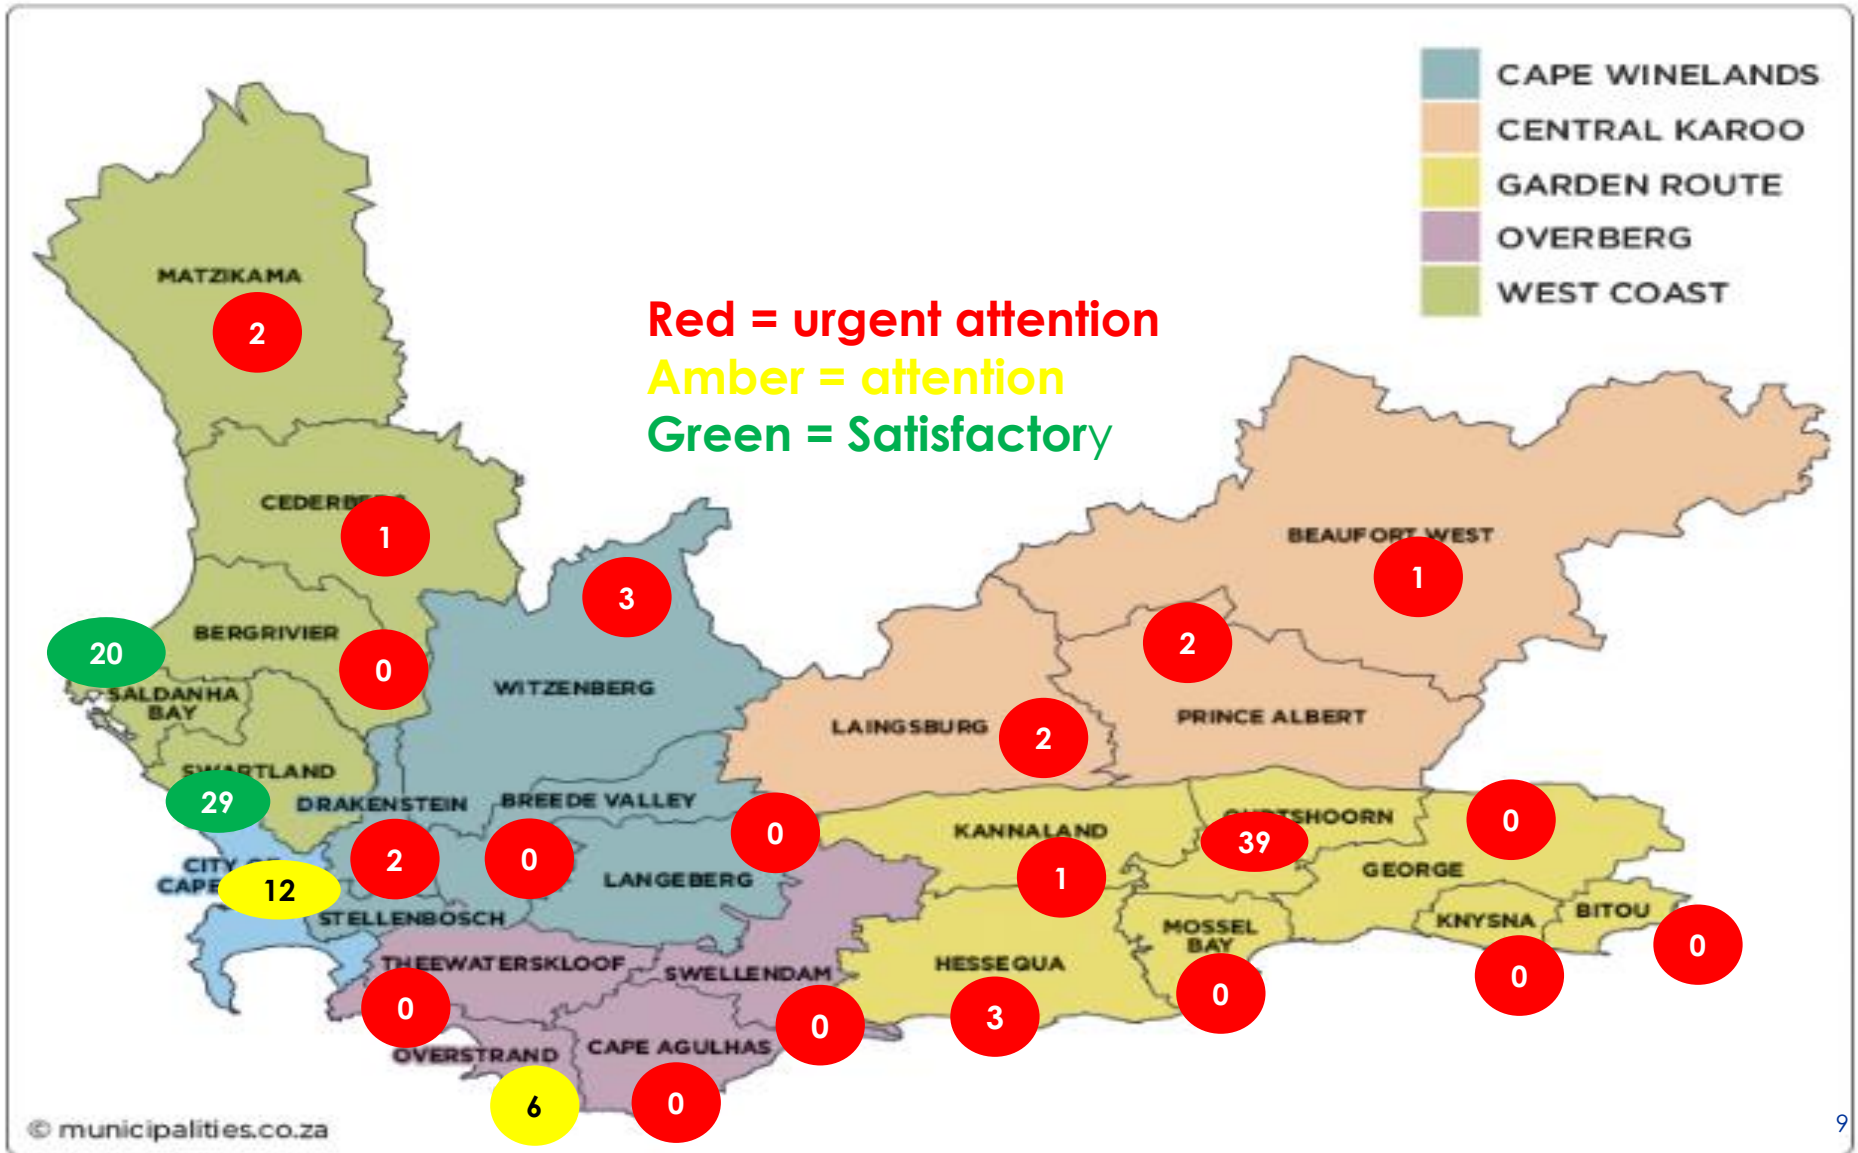 CAPE WINELANDS
CENTRAL KAROO
GARDEN ROUTE
OVERBERG
WEST COAST
Red = urgent attention
Amber = attention
Green = Satisfactory
MATZIKAMA
2
1
BEAUFORT WEST
1
3
BERGRIVIER
0
20
2
WITZENBERG
SALDANHA
BAY
LAINGSBURG
2
PRINCE ALBERT
SWARTLAND
29
DRAKENSTEIN
BREEDE VALLEY
0
KANNALAND
39
0
CITY
12
2
0
LANGEBERG
1
GEORGE
STELLENBOSCH
MOSSEL
BAY
KNYSNA
BITOU
0
THEEWATERSKLOOF
SWELLENDAM
HESSEQUA
0
0
0
0
3
OVERSTRAND
CAPE AGULHAS
6
0
© municipalities.co.za
9